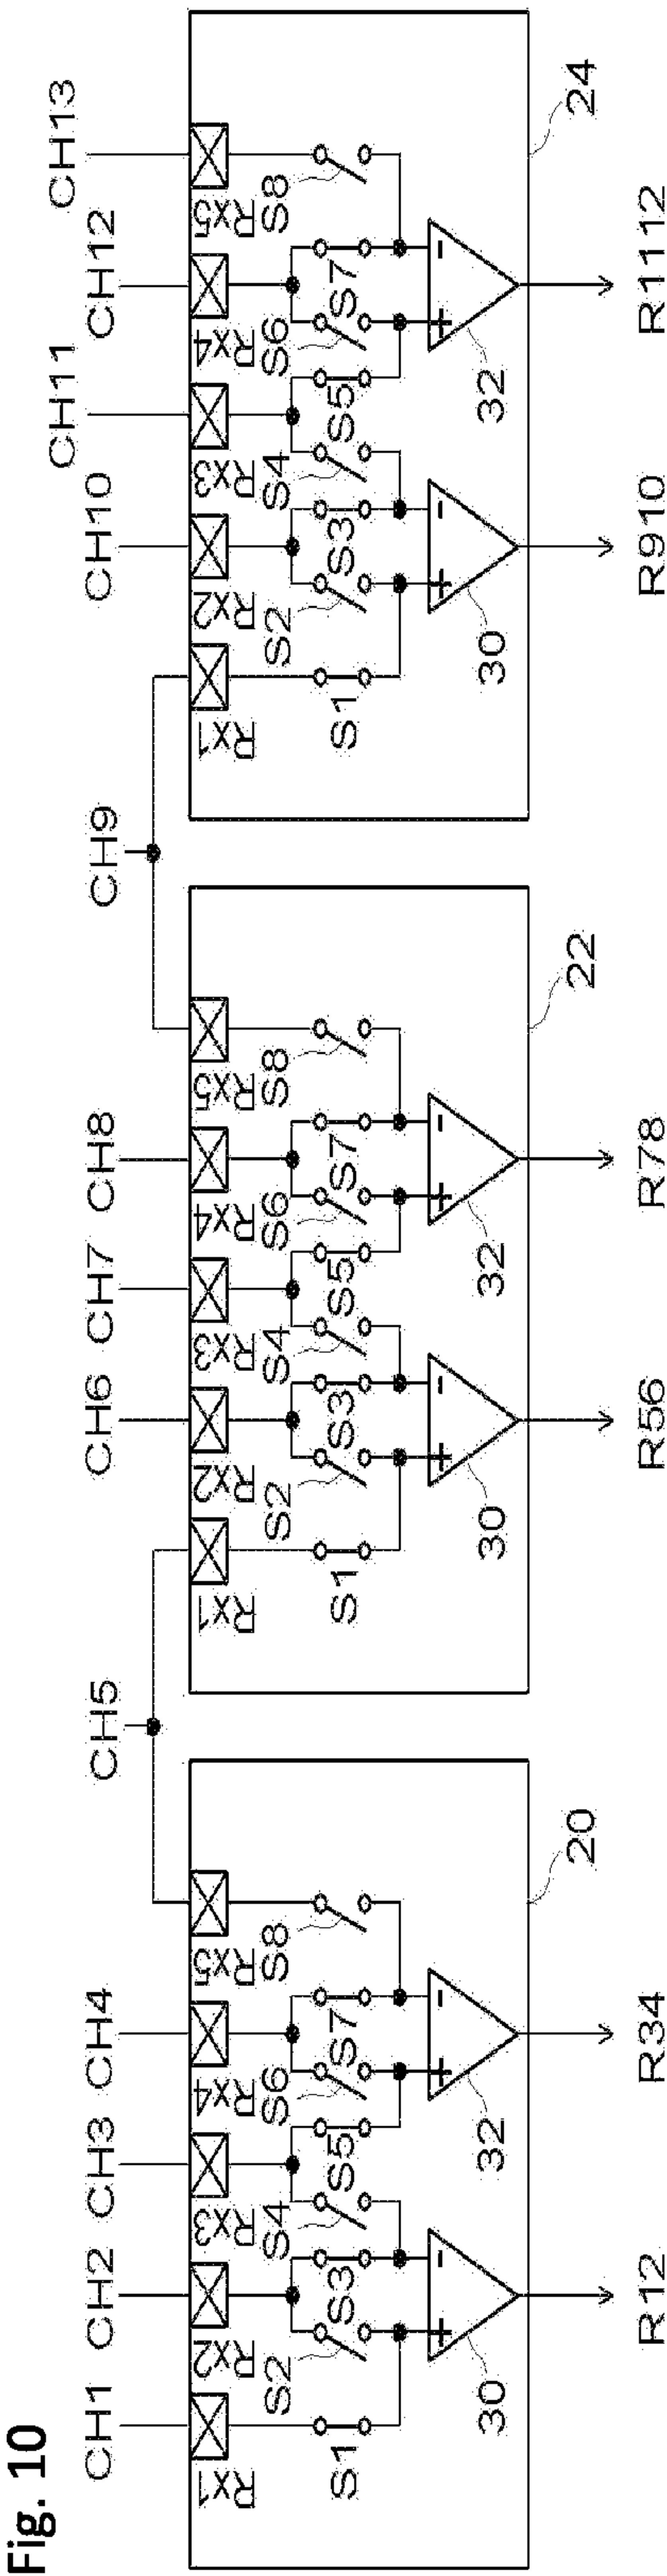 Fig. 10
CH1 CH2 CH3 CH4 CH5 CH6 CH7 CH8 CH9 CH10 CH11 CH12 CH13
Rx1 Rx2 Rx3 Rx4 Rx5
S1 S2 S3 S4 S5 S6 S7 S8
30 32
20
R12 R34
Rx1 Rx2 Rx3 Rx4 Rx5
S1 S2 S3 S4 S5 S6 S7 S8
30 32
22
R56 R78
Rx1 Rx2 Rx3 Rx4 Rx5
S1 S2 S3 S4 S5 S6 S7 S8
30 32
24
R910 R1112